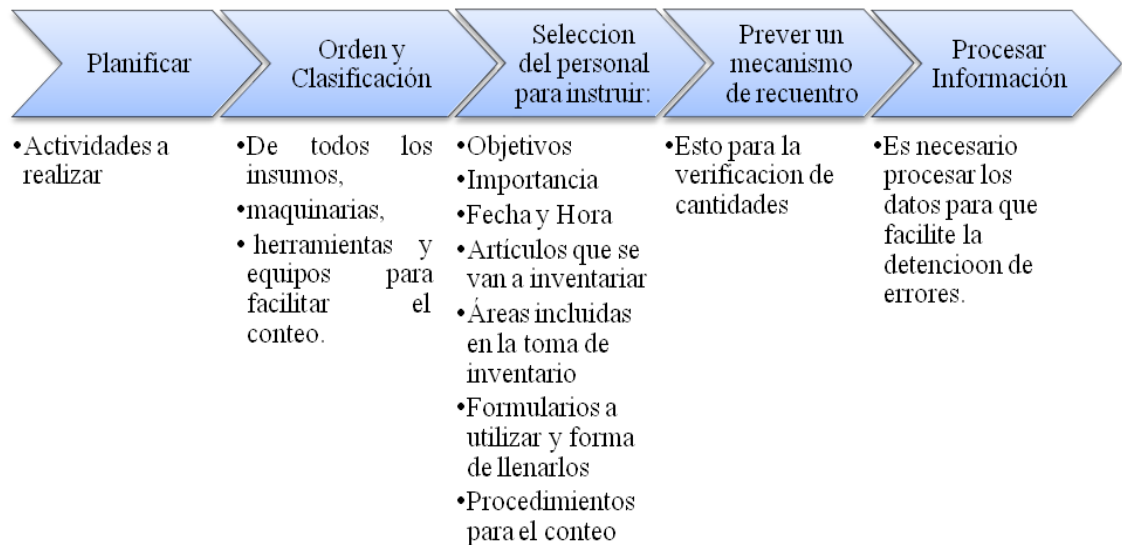 Planificar
Orden y
Clasificación
Seleccion
del personal
para instruir:
Prever un
mecanismo
de recuentro
Procesar
Información
•Actividades a
realizar
•De todos los
insumos,
•maquinarias,
• herramientas y
equipos para
facilitar el
conteo.
•Objetivos
•Importancia
•Fecha y Hora
•Artículos que se
van a inventariar
•Áreas incluidas
en la toma de
inventario
•Formularios a
utilizar y forma
de llenarlos
•Procedimientos
para el conteo
•Esto para la
verificacion de
cantidades
•Es necesario
procesar los
datos para que
facilite la
detencioon de
errores.